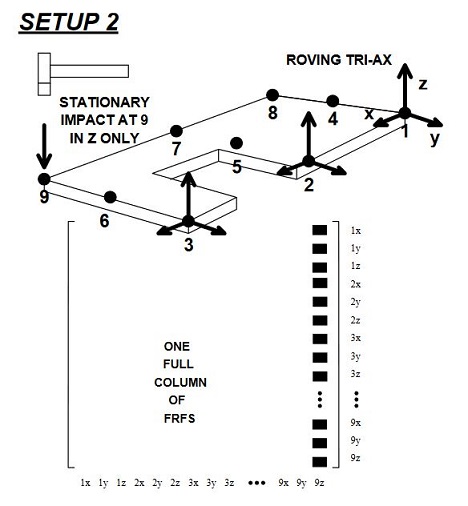 SETUP 2
ROVING TRI-AX
STATIONARY
IMPACT AT 9
IN Z ONLY
z
x
y
8
4
1
7
5
2
9
6
3
1x
1y
1z
2x
2y
2z
3x
3y
3z
9x
9y
9z
ONE
FULL
COLUMN
OF
FRFS
1x 1y 1z 2x 2y 2z 3x 3y 3z ••• 9x 9y 9z